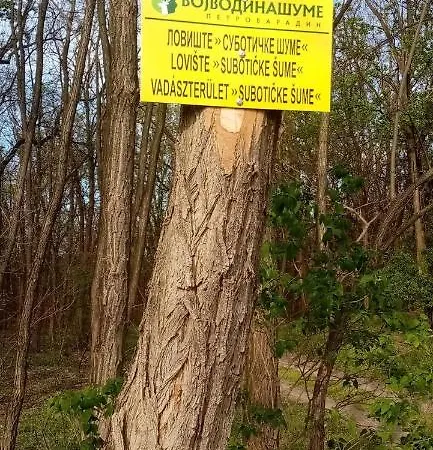 ВОЈВОДИНАШУМЕ
ПЕТРОВАРАДИН
ЛОВИШТЕ »СУБОТИЧКЕ ШУМЕ«
LOVIŠTE »SUBOTIČKE ŠUME«
VADÁSZTERÜLET »SUBOTIČKE ŠUME«